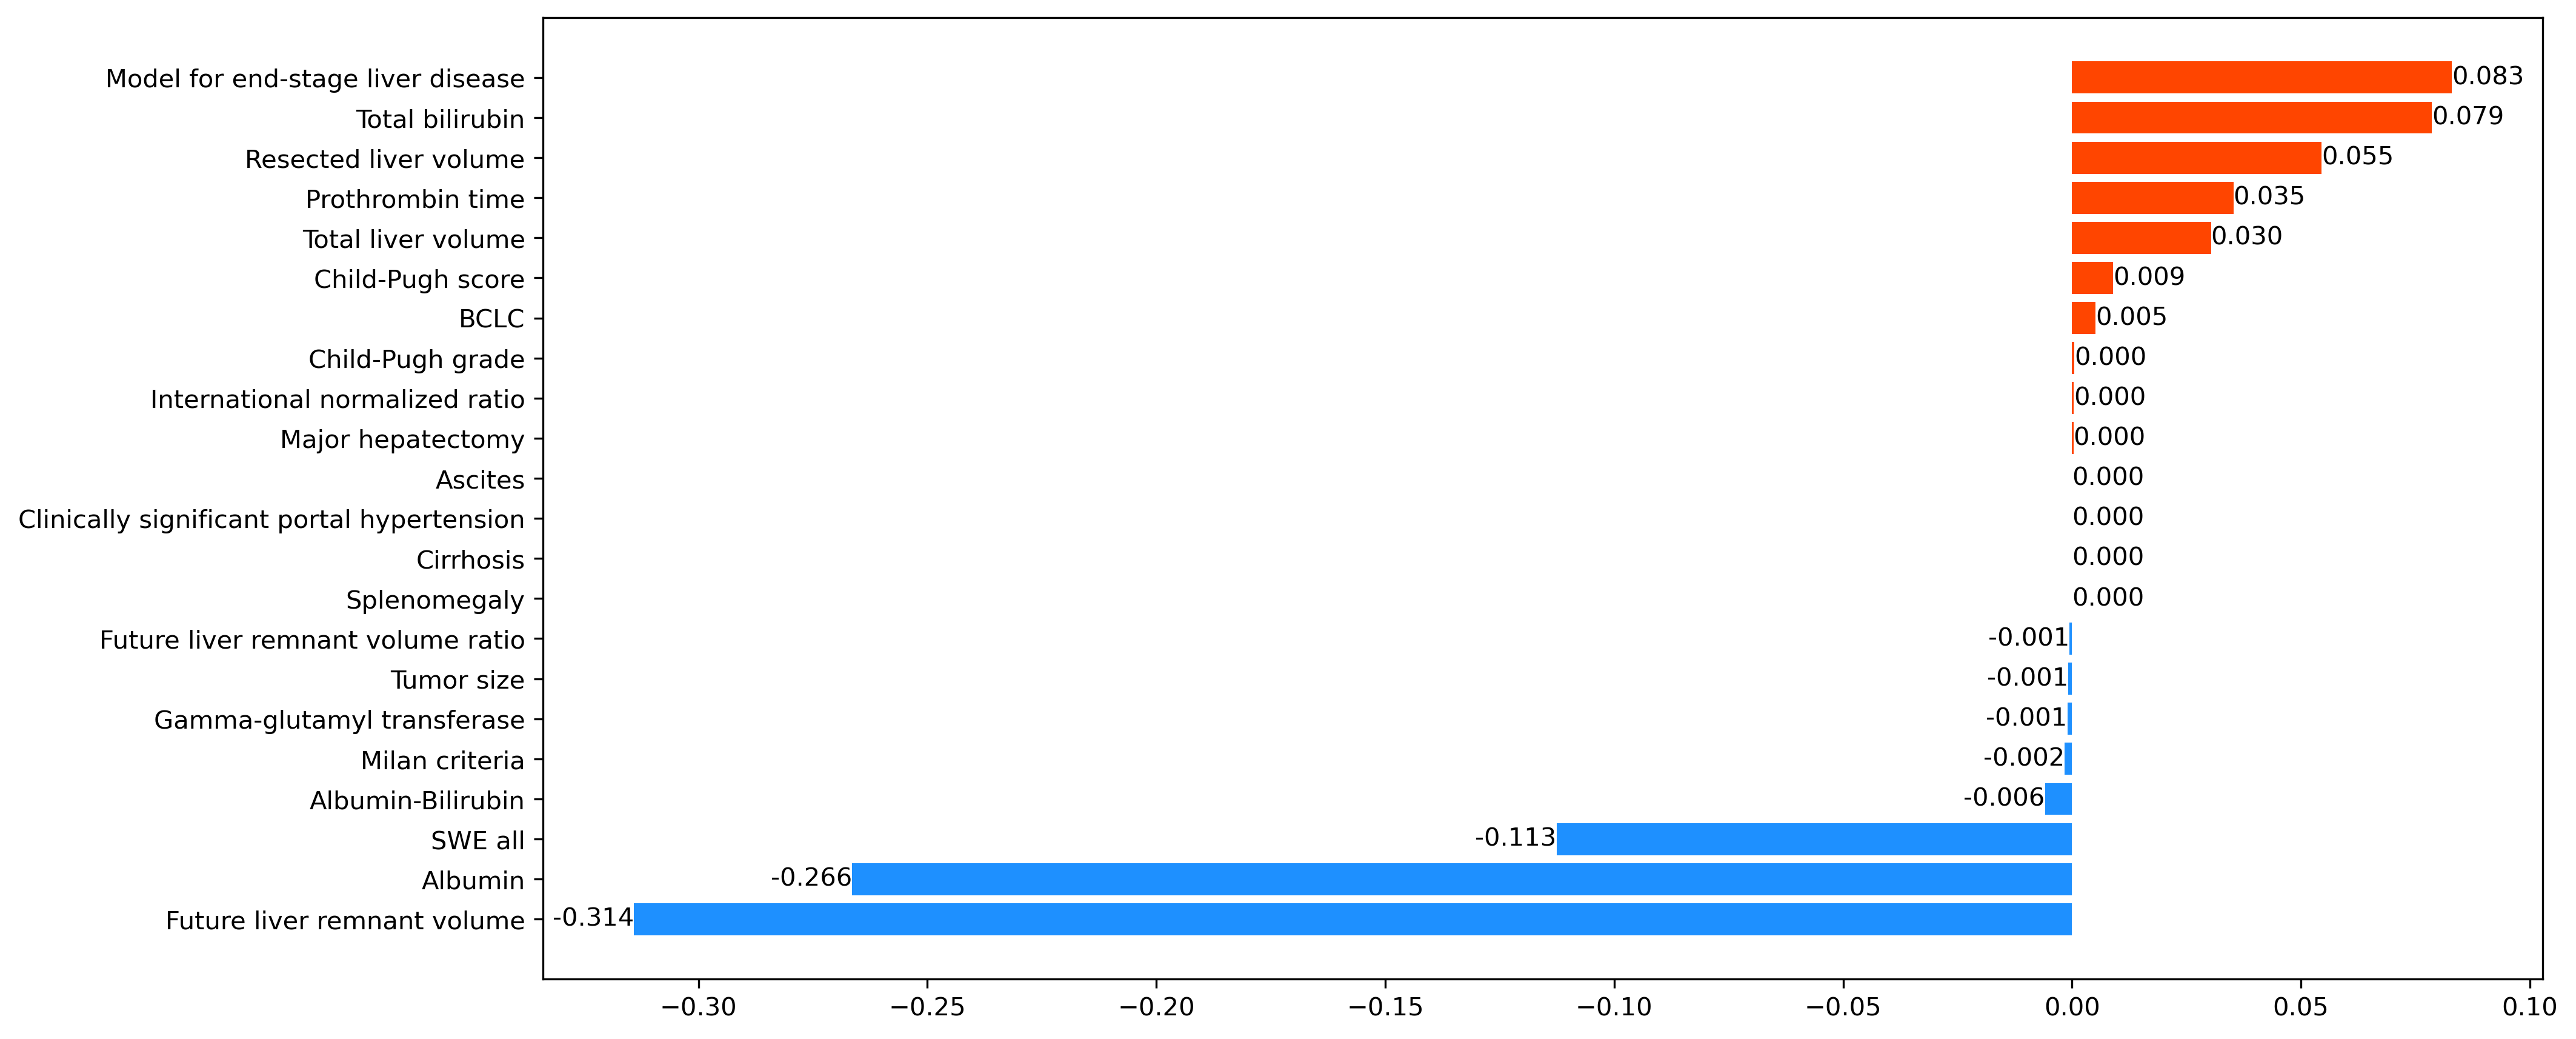 Model for end-stage liver disease 0.083
Total bilirubin 0.079
Resected liver volume 0.055
Prothrombin time 0.035
Total liver volume 0.030
Child-Pugh score 0.009
BCLC 0.005
Child-Pugh grade 0.000
International normalized ratio 0.000
Major hepatectomy 0.000
Ascites 0.000
Clinically significant portal hypertension 0.000
Cirrhosis 0.000
Splenomegaly 0.000
Future liver remnant volume ratio -0.001
Tumor size -0.001
Gamma-glutamyl transferase -0.001
Milan criteria -0.002
Albumin-Bilirubin -0.006
SWE all -0.113
Albumin -0.266
Future liver remnant volume -0.314
−0.30 −0.25 −0.20 −0.15 −0.10 −0.05 0.00 0.05 0.10